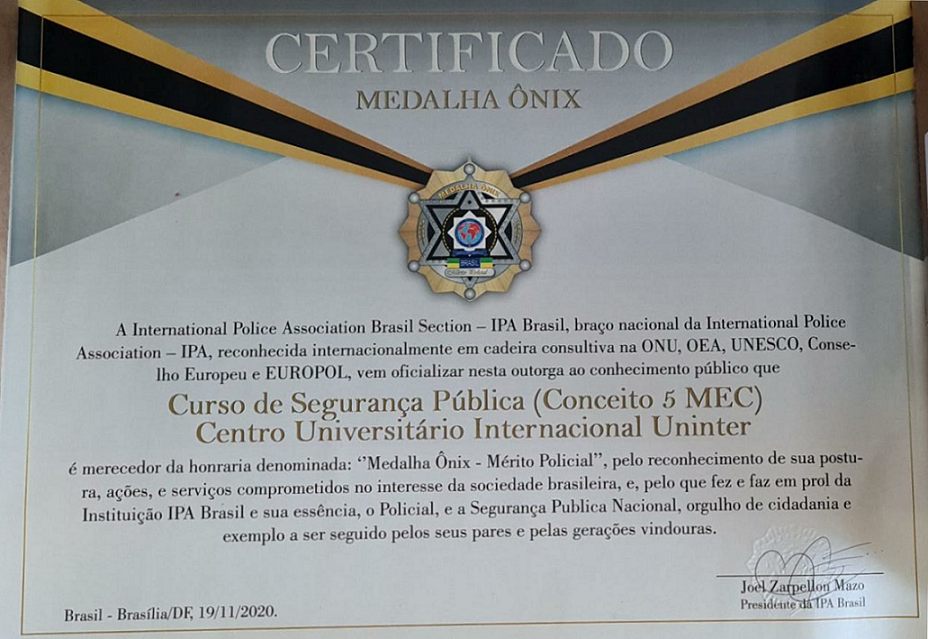 CERTIFICADO
MEDALHA ÔNIX
MEDALHA ÔNIX
BRASIL
A International Police Association Brasil Section – IPA Brasil, braço nacional da International Police
Association – IPA, reconhecida internacionalmente em cadeira consultiva na ONU, OEA, UNESCO, Conse-
lho Europeu e EUROPOL, vem oficializar nesta outorga ao conhecimento público que
Curso de Segurança Pública (Conceito 5 MEC)
Centro Universitário Internacional Uninter
é merecedor da honraria denominada: ‘’Medalha Ônix - Mérito Policial’’, pelo reconhecimento de sua postu-
ra, ações, e serviços comprometidos no interesse da sociedade brasileira, e, pelo que fez e faz em prol da
Instituição IPA Brasil e sua essência, o Policial, e a Segurança Publica Nacional, orgulho de cidadania e
exemplo a ser seguido pelos seus pares e pelas gerações vindouras.
Joel Zarpellon Mazo
Presidente da IPA Brasil
Brasil - Brasília/DF, 19/11/2020.